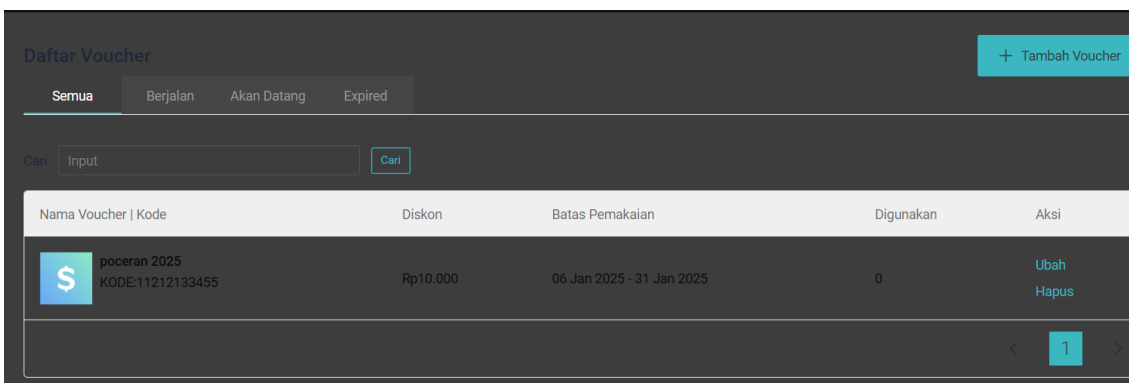 Daftar Voucher
+ Tambah Voucher
Semua Berjalan Akan Datang Expired
Cari Input Cari
Nama Voucher | Kode Diskon Batas Pemakaian Digunakan Aksi
poceran 2025
KODE:11212133455
Rp10.000 06 Jan 2025 - 31 Jan 2025 0
Ubah
Hapus
< 1 >